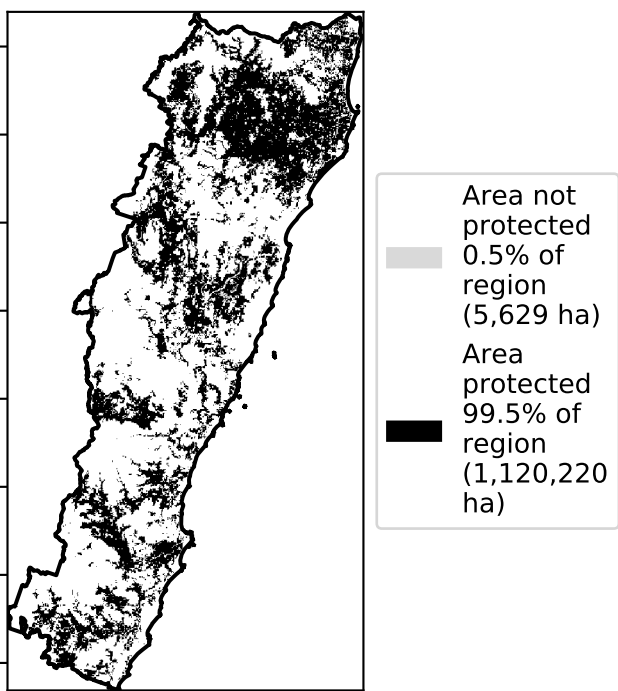 Area not
protected
0.5% of
region
(5,629 ha)
Area
protected
99.5% of
region
(1,120,220
ha)